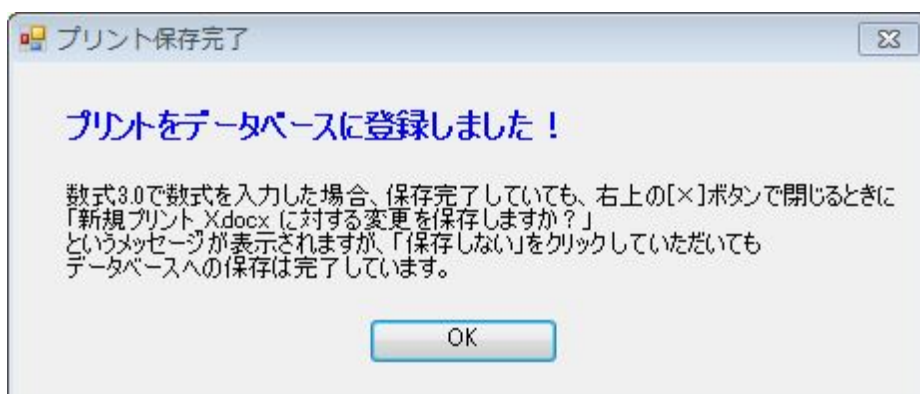 プリント保存完了
プリントをデータベースに登録しました！
数式3.0で数式を入力した場合、保存完了していても、右上の[×]ボタンで閉じるときに
「新規プリント_X.docx に対する変更を保存しますか？」
というメッセージが表示されますが、「保存しない」をクリックしていただいても
データベースへの保存は完了しています。
OK